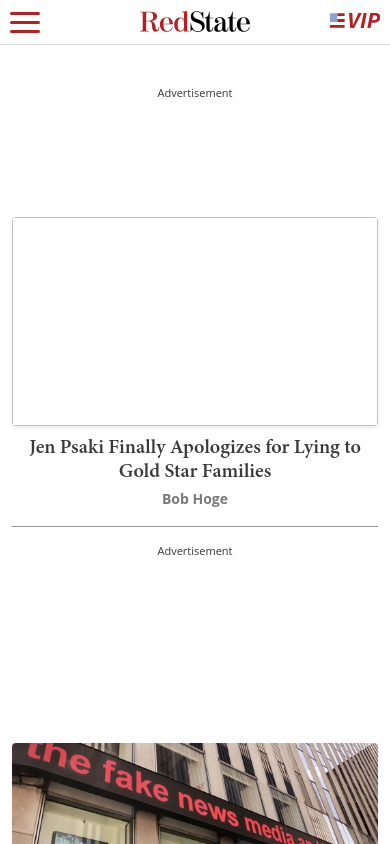 RedState
VIP
Advertisement
Jen Psaki Finally Apologizes for Lying to
Gold Star Families
Bob Hoge
Advertisement
the fake news media an